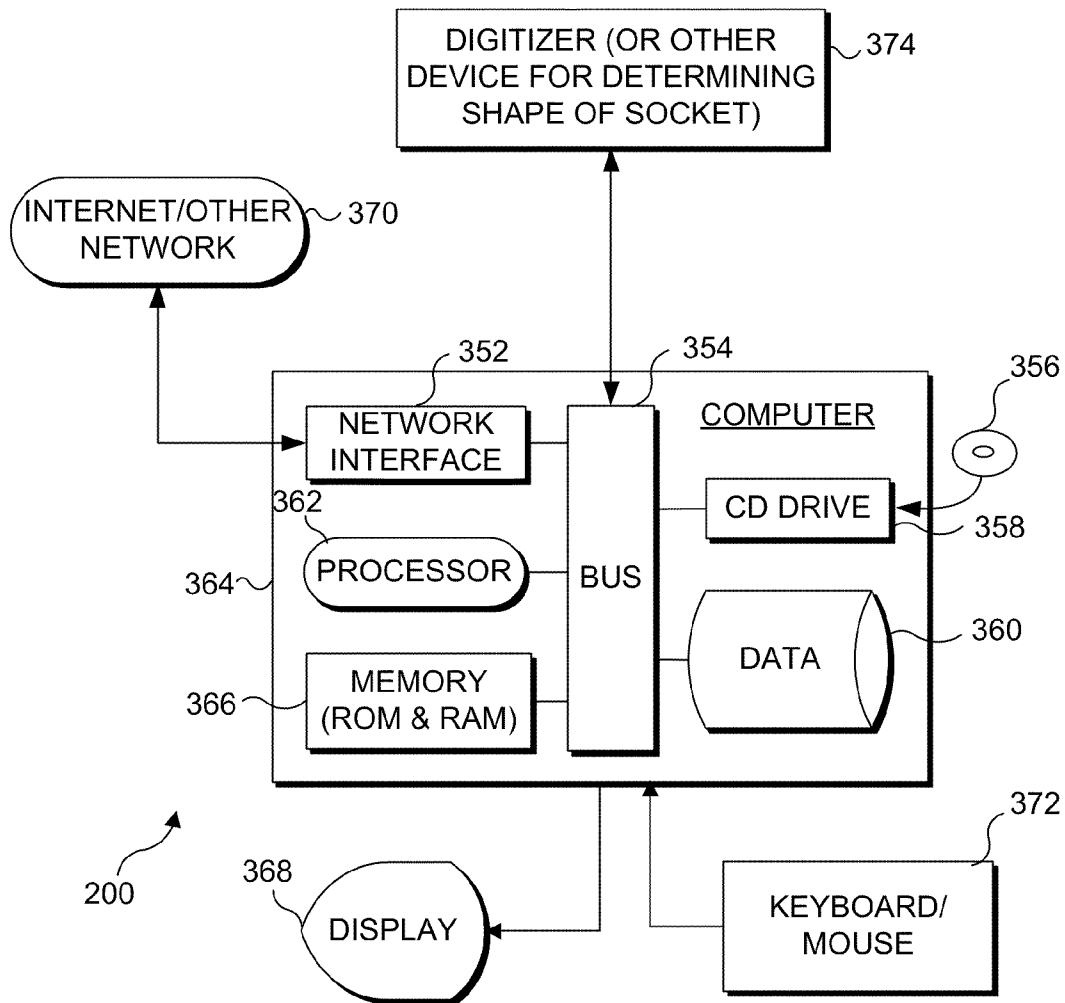 DIGITIZER (OR OTHER
DEVICE FOR DETERMINING
SHAPE OF SOCKET)
374
INTERNET/OTHER
NETWORK
370
352
354
356
COMPUTER
NETWORK
INTERFACE
362
CD DRIVE
358
PROCESSOR
364
BUS
DATA
360
MEMORY
(ROM & RAM)
366
372
368
200
DISPLAY
KEYBOARD/
MOUSE